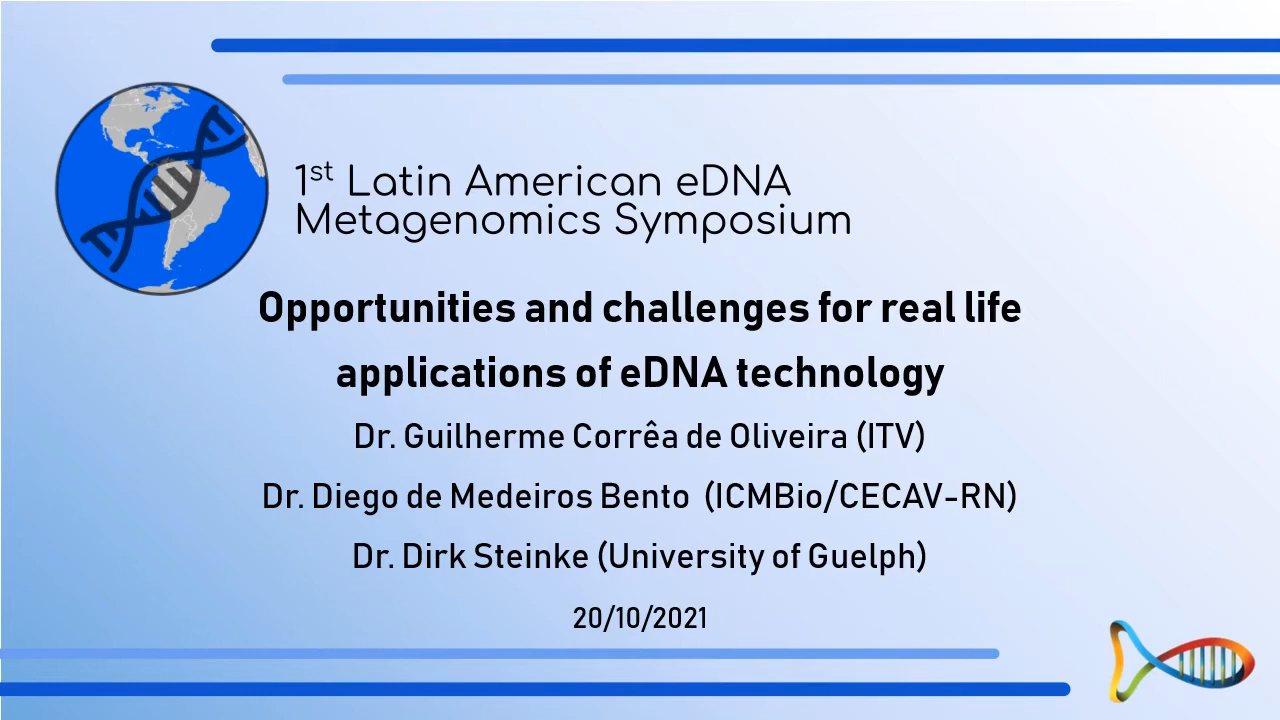 1st Latin American eDNA
Metagenomics Symposium
Opportunities and challenges for real life
applications of eDNA technology
Dr. Guilherme Corrêa de Oliveira (ITV)
Dr. Diego de Medeiros Bento (ICMBio/CECAV-RN)
Dr. Dirk Steinke (University of Guelph)
20/10/2021